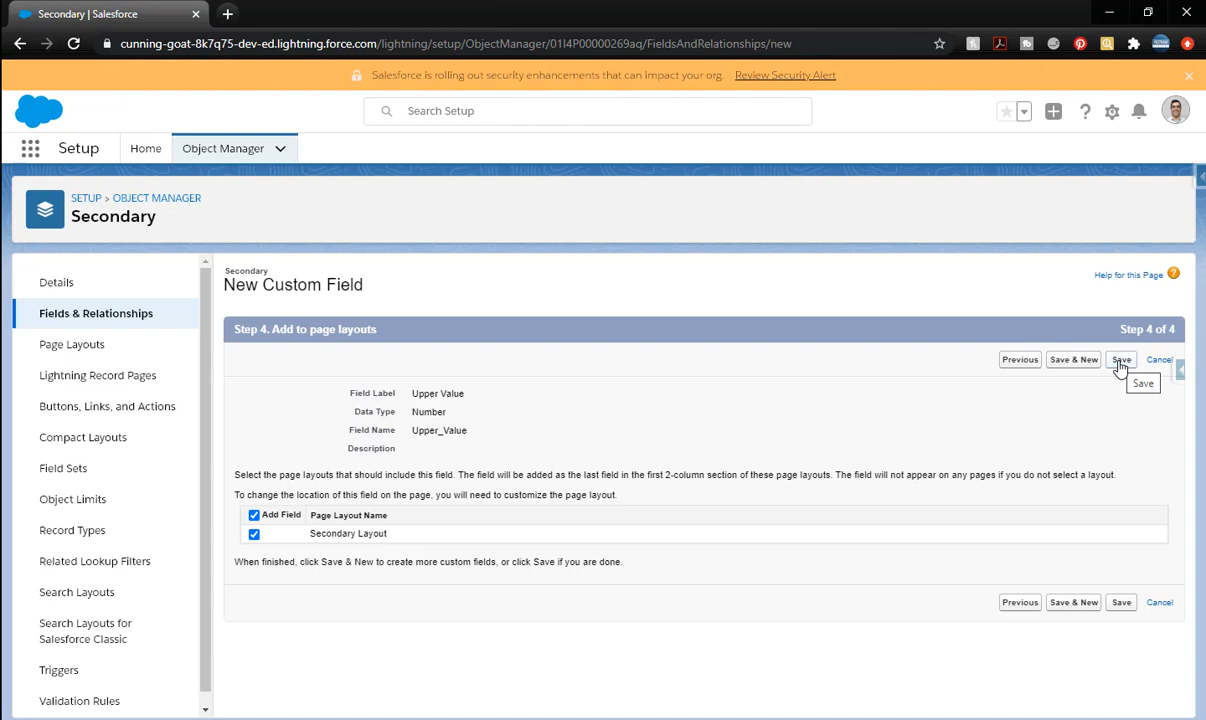 Secondary | Salesforce
cunning-goat-8k7q75-dev-ed.lightning.force.com/lightning/setup/ObjectManager/01I4P00000269aq/FieldsAndRelationships/new
Salesforce is rolling out security enhancements that can impact your org. Review Security Alert
Search Setup
Setup Home Object Manager
SETUP > OBJECT MANAGER
Secondary
Details
Fields & Relationships
Page Layouts
Lightning Record Pages
Buttons, Links, and Actions
Compact Layouts
Field Sets
Object Limits
Record Types
Related Lookup Filters
Search Layouts
Search Layouts for
Salesforce Classic
Triggers
Validation Rules
Secondary
New Custom Field
Help for this Page
Step 4. Add to page layouts Step 4 of 4
Previous Save & New Save Cancel
Save
Field Label Upper Value
Data Type Number
Field Name Upper_Value
Description
Select the page layouts that should include this field. The field will be added as the last field in the first 2-column section of these page layouts. The field will not appear on any pages if you do not select a layout.
To change the location of this field on the page, you will need to customize the page layout.
Add Field Page Layout Name
Secondary Layout
When finished, click Save & New to create more custom fields, or click Save if you are done.
Previous Save & New Save Cancel